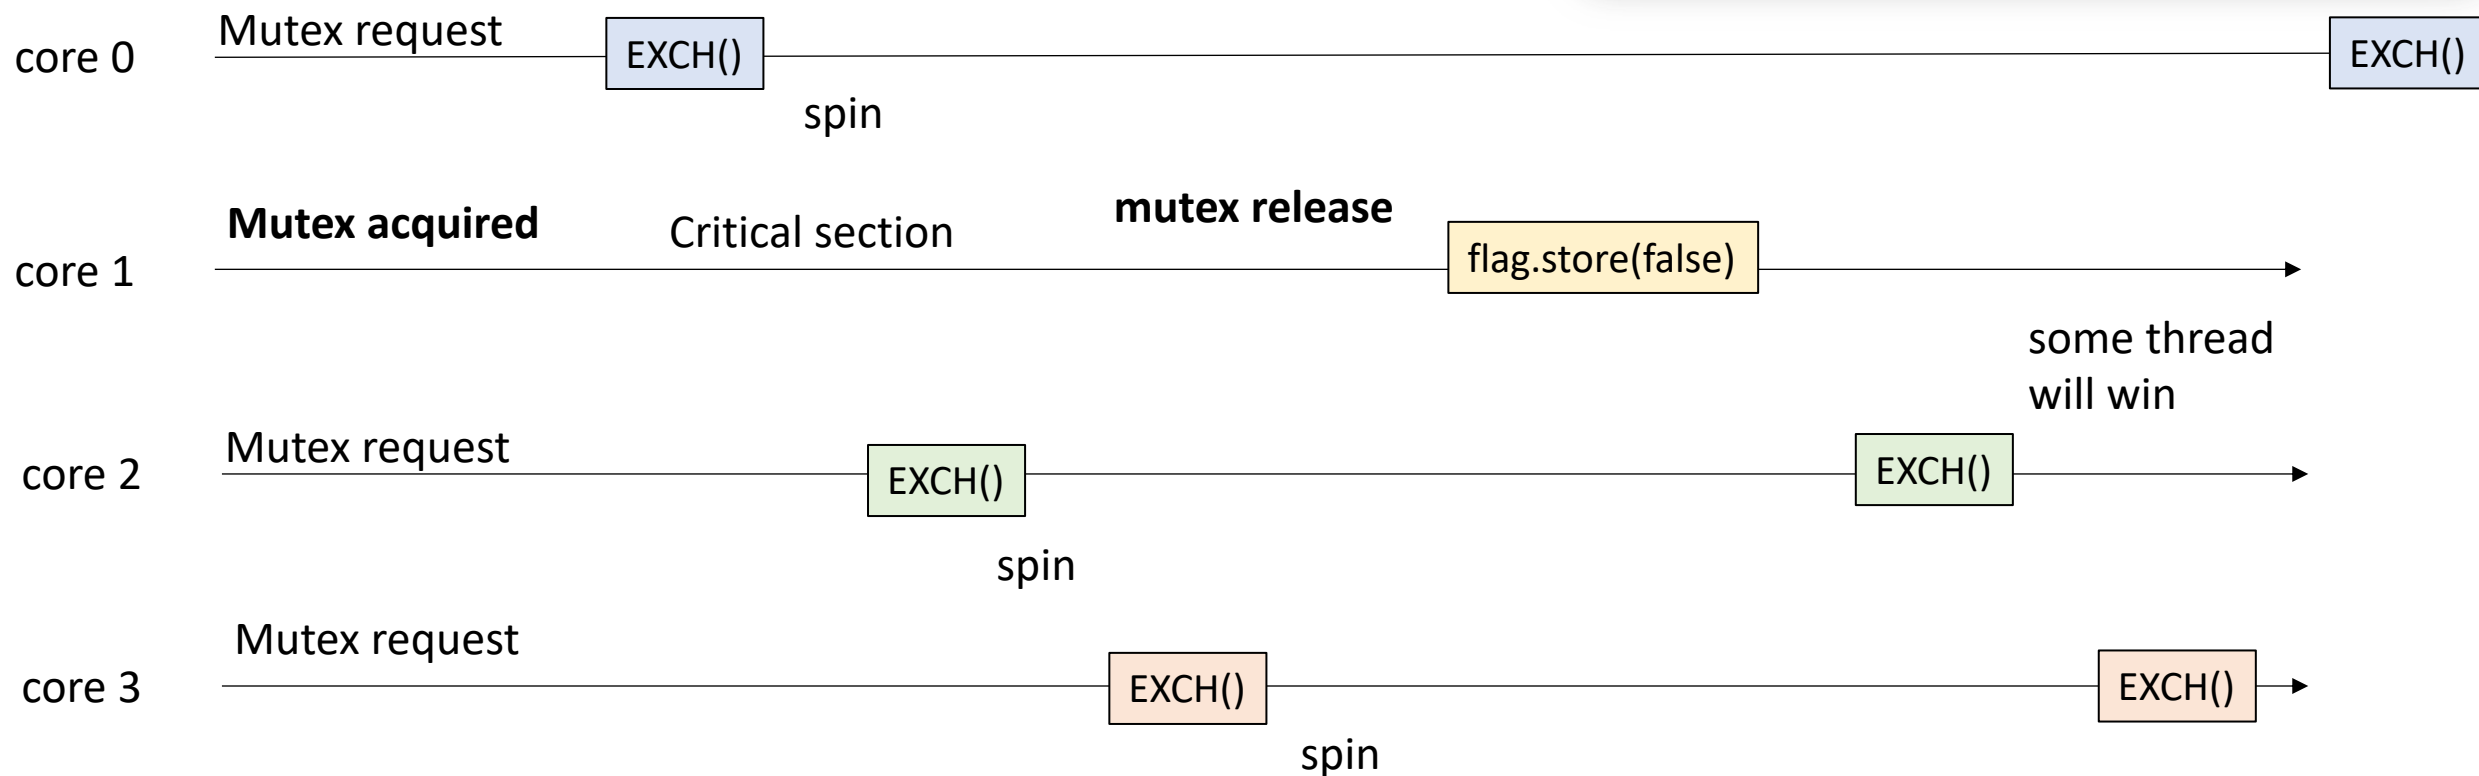 core 0
Mutex request
EXCH()
EXCH()
spin
core 1
Mutex acquired
Critical section
mutex release
flag.store(false)
some thread
will win
core 2
Mutex request
EXCH()
EXCH()
spin
core 3
Mutex request
EXCH()
EXCH()
spin